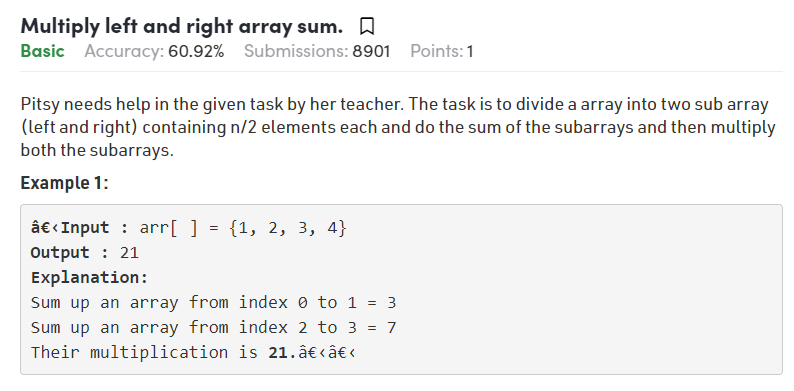 Multiply left and right array sum.
Basic Accuracy: 60.92% Submissions: 8901 Points: 1
Pitsy needs help in the given task by her teacher. The task is to divide a array into two sub array
(left and right) containing n/2 elements each and do the sum of the subarrays and then multiply
both the subarrays.
Example 1:
â€‹Input : arr[ ] = {1, 2, 3, 4}
Output : 21
Explanation:
Sum up an array from index 0 to 1 = 3
Sum up an array from index 2 to 3 = 7
Their multiplication is 21.â€‹â€‹